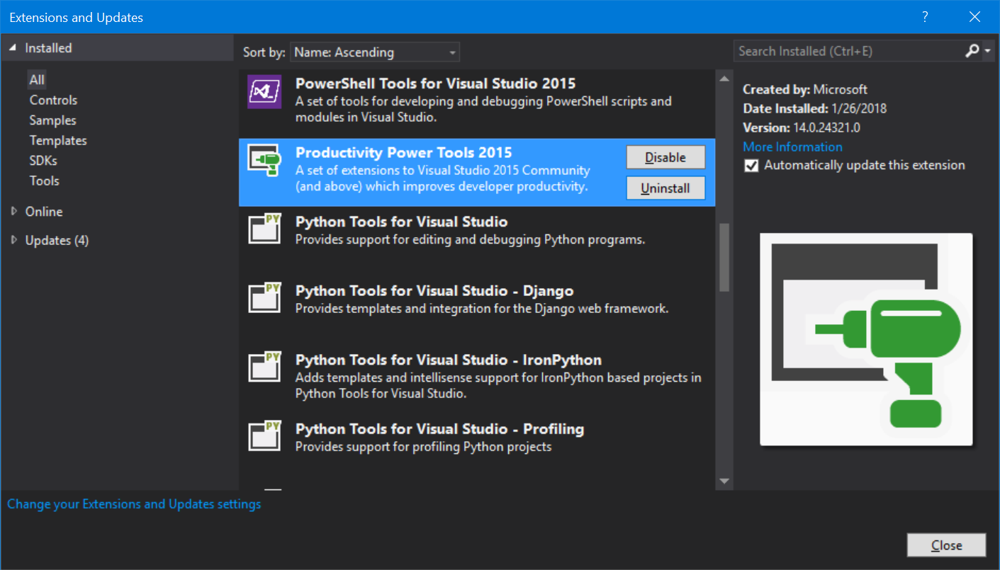 Extensions and Updates
?
Installed
All
Controls
Samples
Templates
SDKs
Tools
Online
Updates (4)
Sort by: Name: Ascending
PowerShell Tools for Visual Studio 2015
A set of tools for developing and debugging PowerShell scripts and
modules in Visual Studio.
Productivity Power Tools 2015
A set of extensions to Visual Studio 2015 Community
(and above) which improves developer productivity.
Disable
Uninstall
PY
Python Tools for Visual Studio
Provides support for editing and debugging Python programs.
PY
Python Tools for Visual Studio - Django
Provides templates and integration for the Django web framework.
PY
Python Tools for Visual Studio - IronPython
Adds templates and intellisense support for IronPython based projects in
Python Tools for Visual Studio.
PY
Python Tools for Visual Studio - Profiling
Provides support for profiling Python projects
Search Installed (Ctrl+E)
Created by: Microsoft
Date Installed: 1/26/2018
Version: 14.0.24321.0
More Information
Automatically update this extension
Change your Extensions and Updates settings
Close